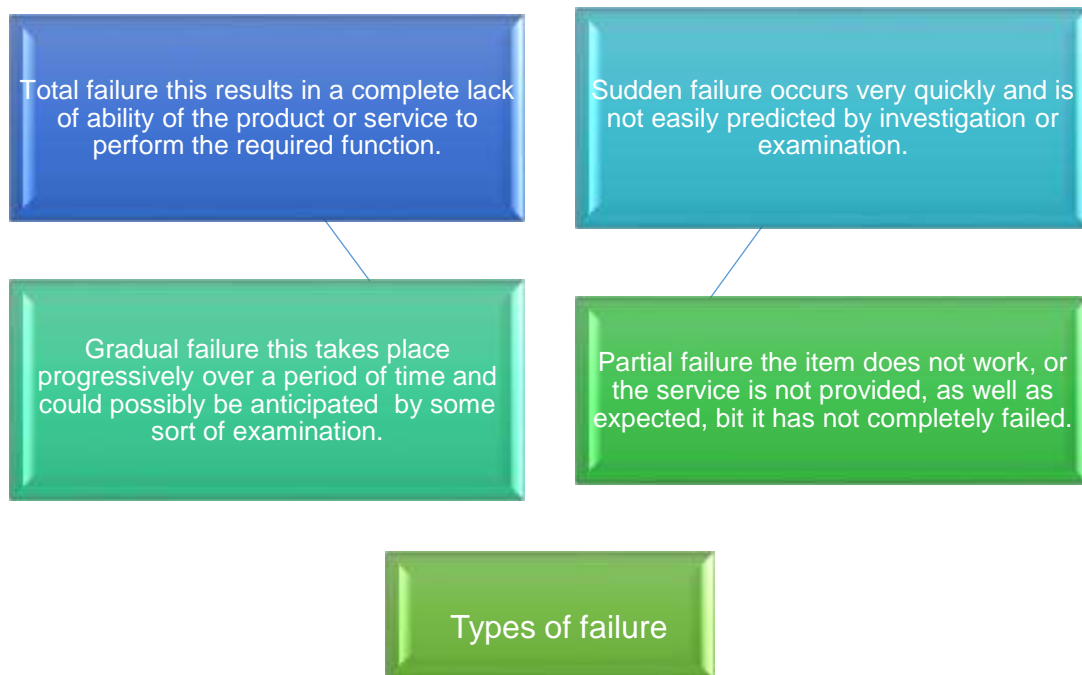 Total failure this results in a complete lack
of ability of the product or service to
perform the required function.
Sudden failure occurs very quickly and is
not easily predicted by investigation or
examination.
Gradual failure this takes place
progressively over a period of time and
could possibly be anticipated  by some
sort of examination.
Partial failure the item does not work, or
the service is not provided, as well as
expected, bit it has not completely failed.
Types of failure